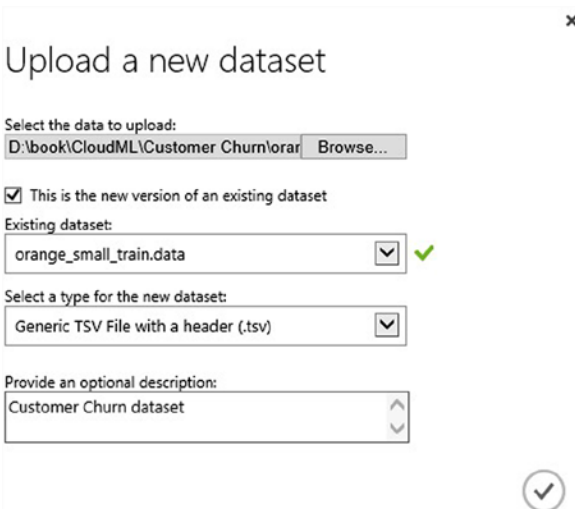 Upload a new dataset
Select the data to upload:
D:\book\CloudML\Customer Churn\orar Browse...
This is the new version of an existing dataset
Existing dataset:
orange_small_train.data
Select a type for the new dataset:
Generic TSV File with a header (.tsv)
Provide an optional description:
Customer Churn dataset